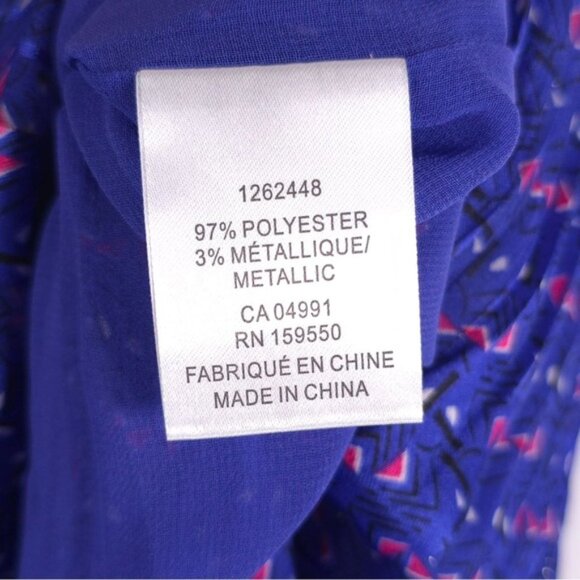 1262448
97% POLYESTER
3% MÉTALLIQUE/
METALLIC
CA 04991
RN 159550
FABRIQUÉ EN CHINE
MADE IN CHINA